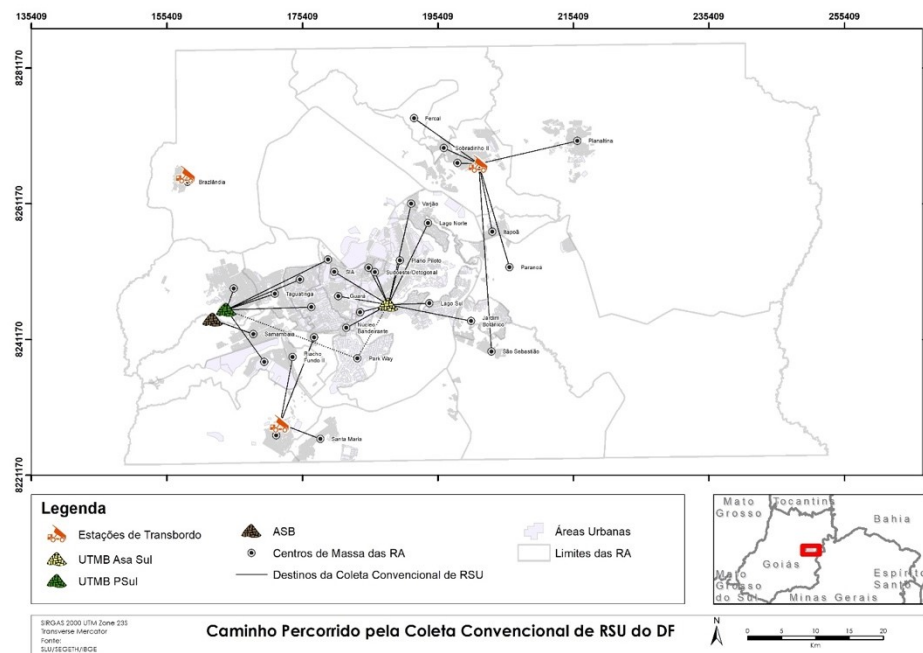 135409 155409 175409 195409 215409 235409 255409
8281170
8261170
8241170
8221170
Fercal
Sobradinho II
Planaltina
Brazlândia
Varjão
Lago Norte
Itapoã
Plano Piloto
Paranoá
SIA
Sudoeste/Octogonal
Taguatinga
Guará
Lago Sul
Jardim
Botânico
Núcleo
Bandeirante
Samambaia
São Sebastião
Riacho
Fundo II
Park Way
Santa Maria
Legenda
Estações de Transbordo
UTMB Asa Sul
UTMB PSul
ASB
Centros de Massa das RA
Destinos da Coleta Convencional de RSU
Áreas Urbanas
Limites das RA
Mato
Grosso
Tocantins
Bahia
Goiás
Mato
Grosso
do Sul
Espírito
Santo
Minas Gerais
SIRGAS 2000 UTM Zone 23S
Transverse Mercator
Fonte:
SLU/SEGETH/IBGE
Caminho Percorrido pela Coleta Convencional de RSU do DF
N
0 5 10 20
Km